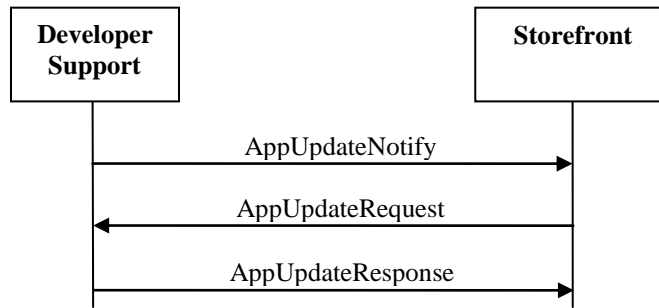 Developer
Support
Storefront
AppUpdateNotify
AppUpdateRequest
AppUpdateResponse